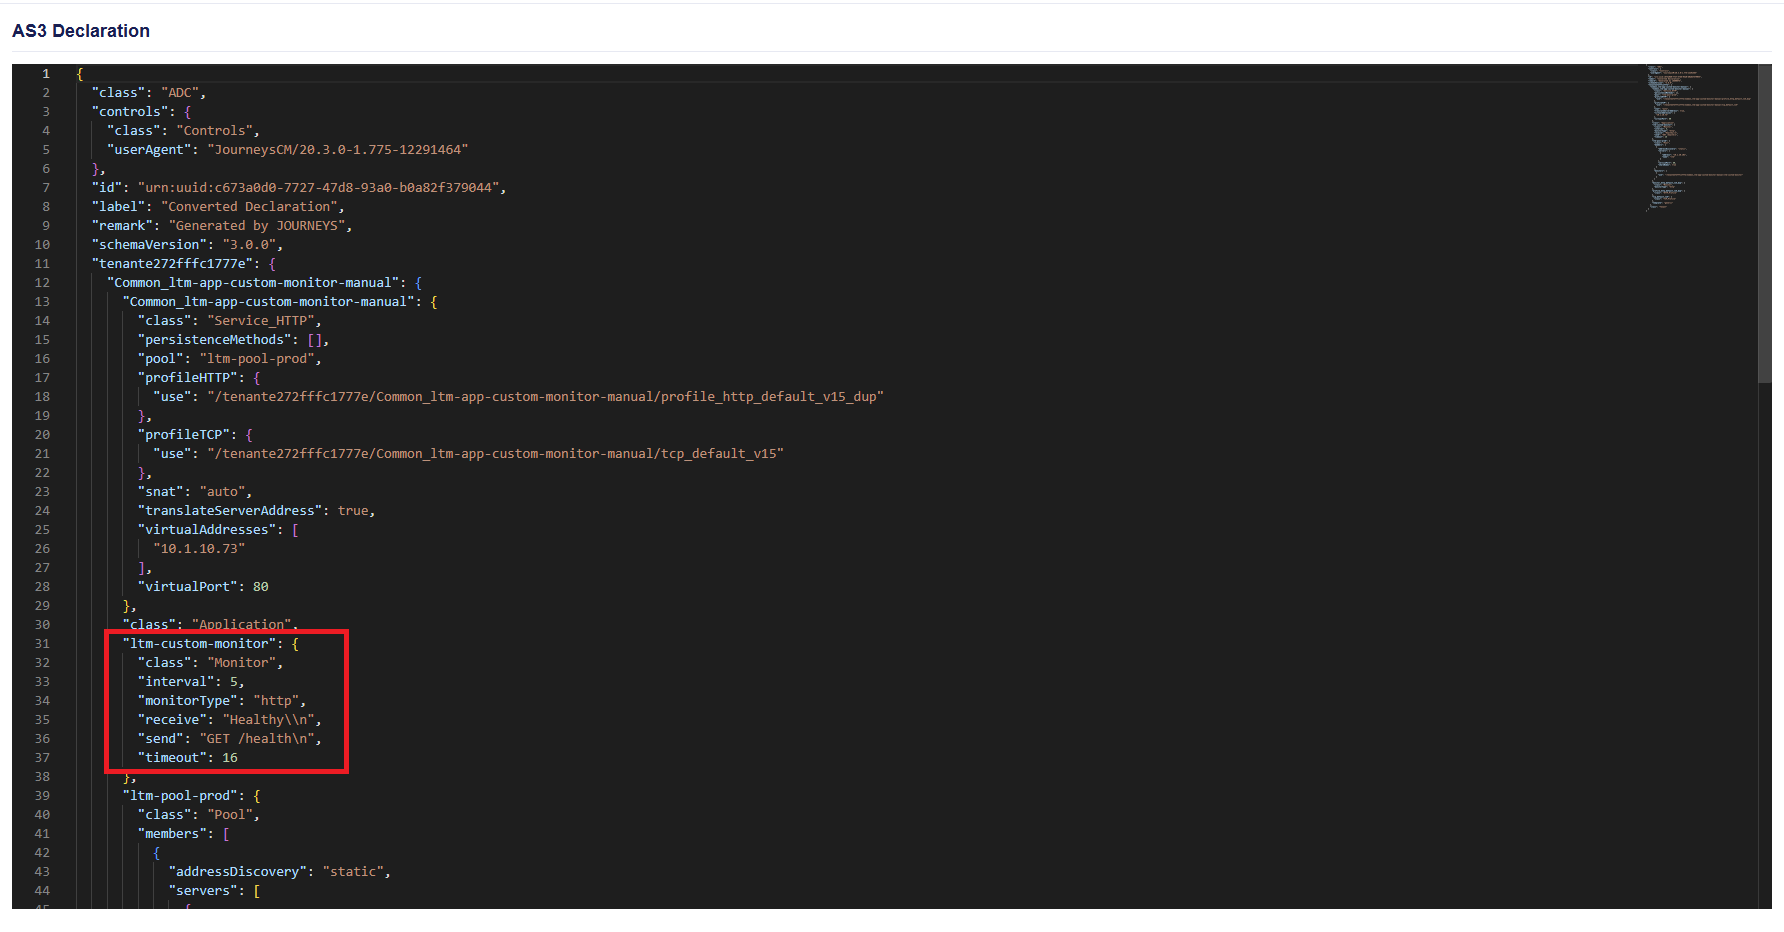 AS3 Declaration
1 {
2 "class": "ADC",
3 "controls": {
4 "class": "Controls",
5 "userAgent": "JourneysCM/20.3.0-1.775-12291464"
6 },
7 "id": "urn:uuid:c673a0d0-7727-47d8-93a0-b0a82f379044",
8 "label": "Converted Declaration",
9 "remark": "Generated by JOURNEYS",
10 "schemaVersion": "3.0.0",
11 "tenante272fffc1777e": {
12 "Common_ltm-app-custom-monitor-manual": {
13 "Common_ltm-app-custom-monitor-manual": {
14 "class": "Service_HTTP",
15 "persistenceMethods": [],
16 "pool": "ltm-pool-prod",
17 "profileHTTP": {
18 "use": "/tenante272fffc1777e/Common_ltm-app-custom-monitor-manual/profile_http_default_v15_dup"
19 },
20 "profileTCP": {
21 "use": "/tenante272fffc1777e/Common_ltm-app-custom-monitor-manual/tcp_default_v15"
22 },
23 "snat": "auto",
24 "translateServerAddress": true,
25 "virtualAddresses": [
26 "10.1.10.73"
27 ],
28 "virtualPort": 80
29 },
30 "class": "Application",
31 "ltm-custom-monitor": {
32 "class": "Monitor",
33 "interval": 5,
34 "monitorType": "http",
35 "receive": "Healthy\\n",
36 "send": "GET /health\n",
37 "timeout": 16
38 },
39 "ltm-pool-prod": {
40 "class": "Pool",
41 "members": [
42 {
43 "addressDiscovery": "static",
44 "servers": [
45 {